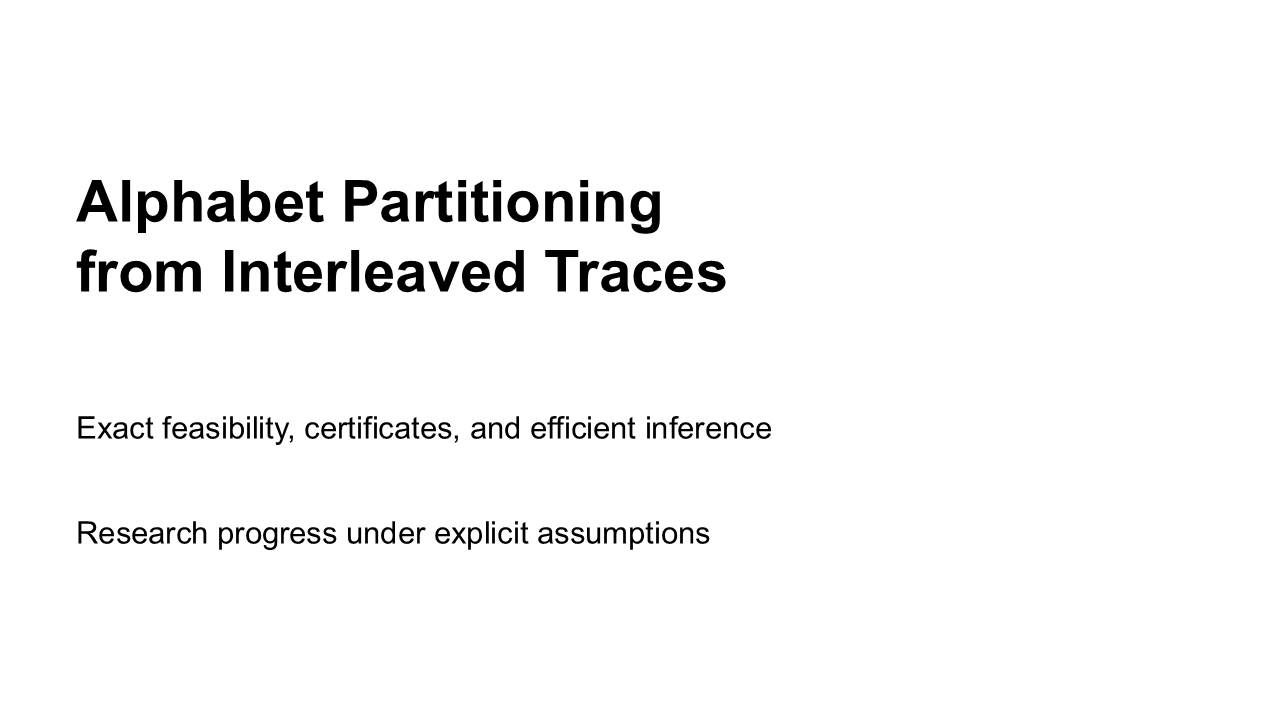 Alphabet Partitioning
from Interleaved Traces
Exact feasibility, certificates, and efficient inference
Research progress under explicit assumptions